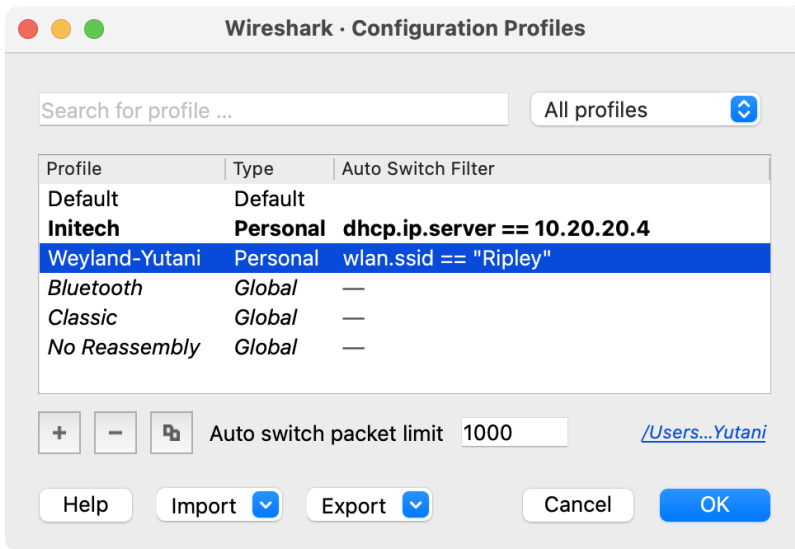 Wireshark · Configuration Profiles
Search for profile ...
All profiles
Profile Type Auto Switch Filter
Default Default
Initech Personal dhcp.ip.server == 10.20.20.4
Weyland-Yutani Personal wlan.ssid == "Ripley"
Bluetooth Global —
Classic Global —
No Reassembly Global —
+ − Auto switch packet limit 1000 /Users...Yutani
Help Import Export Cancel OK